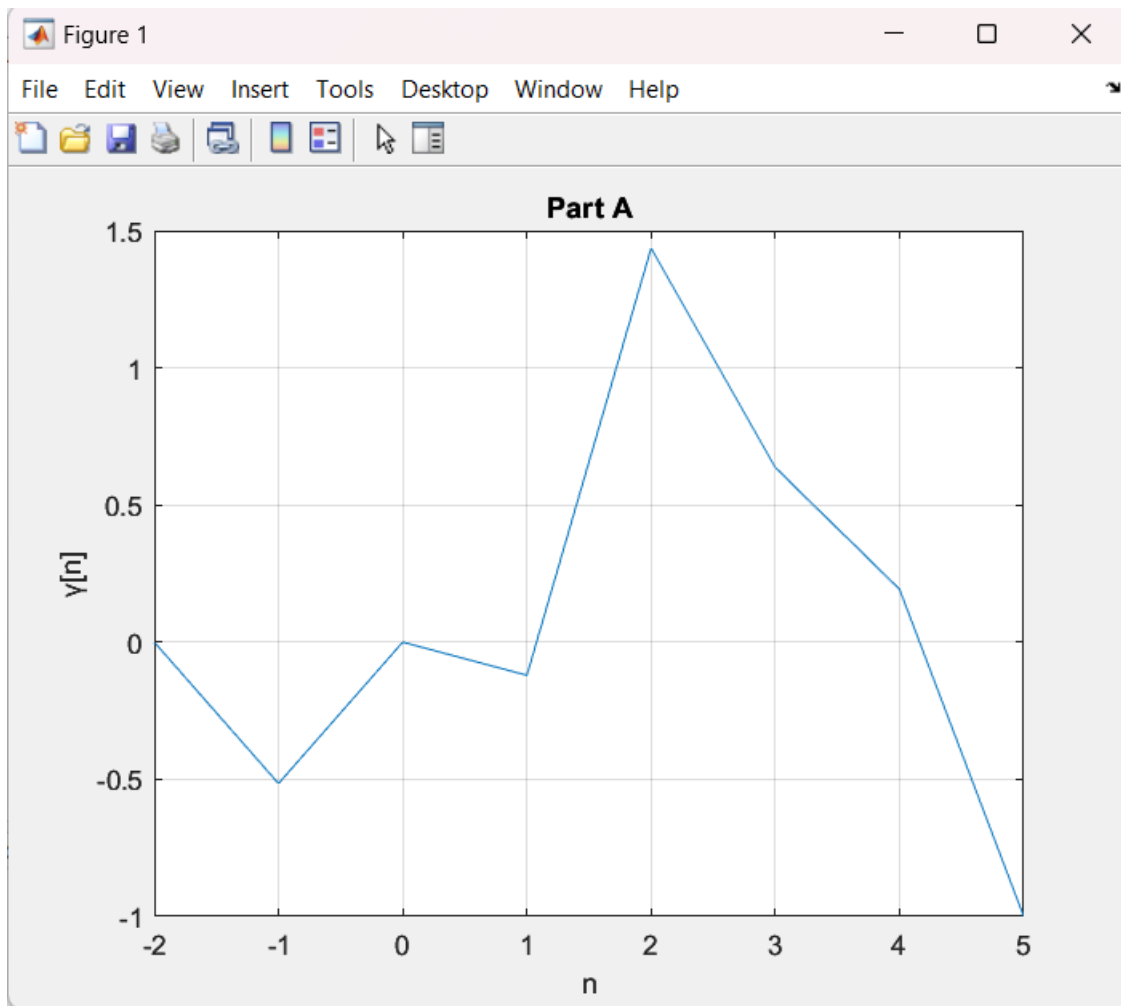 Figure 1
File Edit View Insert Tools Desktop Window Help
Part A
1.5
1
0.5
0
-0.5
-1
y[n]
-2 -1 0 1 2 3 4 5
n